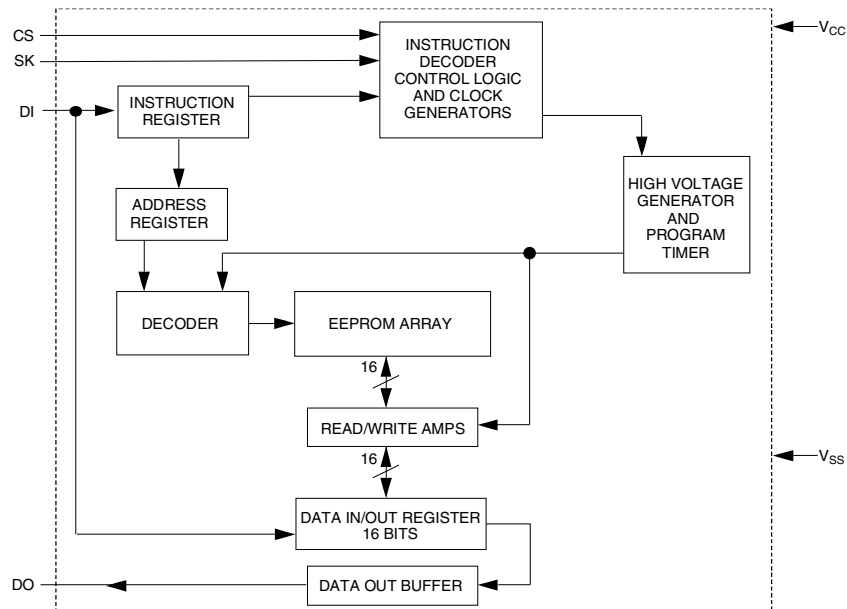 CS
SK
DI
INSTRUCTION
DECODER
CONTROL LOGIC
AND CLOCK
GENERATORS
V_CC
INSTRUCTION
REGISTER
HIGH VOLTAGE
GENERATOR
AND
PROGRAM
TIMER
ADDRESS
REGISTER
DECODER
EEPROM ARRAY
16
READ/WRITE AMPS
16
V_SS
DATA IN/OUT REGISTER
16 BITS
DO
DATA OUT BUFFER